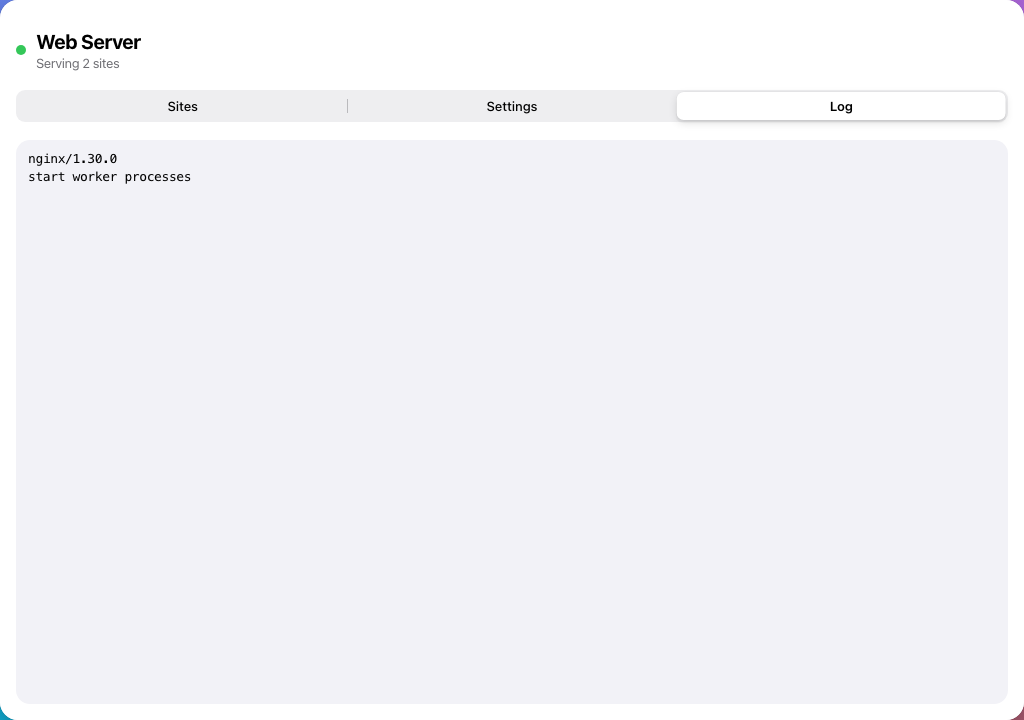 Web Server
Serving 2 sites
Sites
Settings
Log
nginx/1.30.0
start worker processes